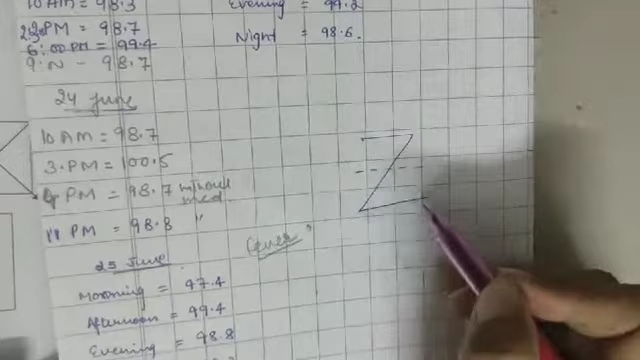 10 AM = 98.3
Evening = 99.2
PM = 98.7
Night = 98.6.
6:00 PM = 99.4
9:N - 98.7
24 June
10 AM = 98.7
3.PM = 100.5
PM = 98.7 without med
11 PM = 98.8 "
25 June
Morning = 97.4
Afternoon = 99.4
Evening = 98.8
Z